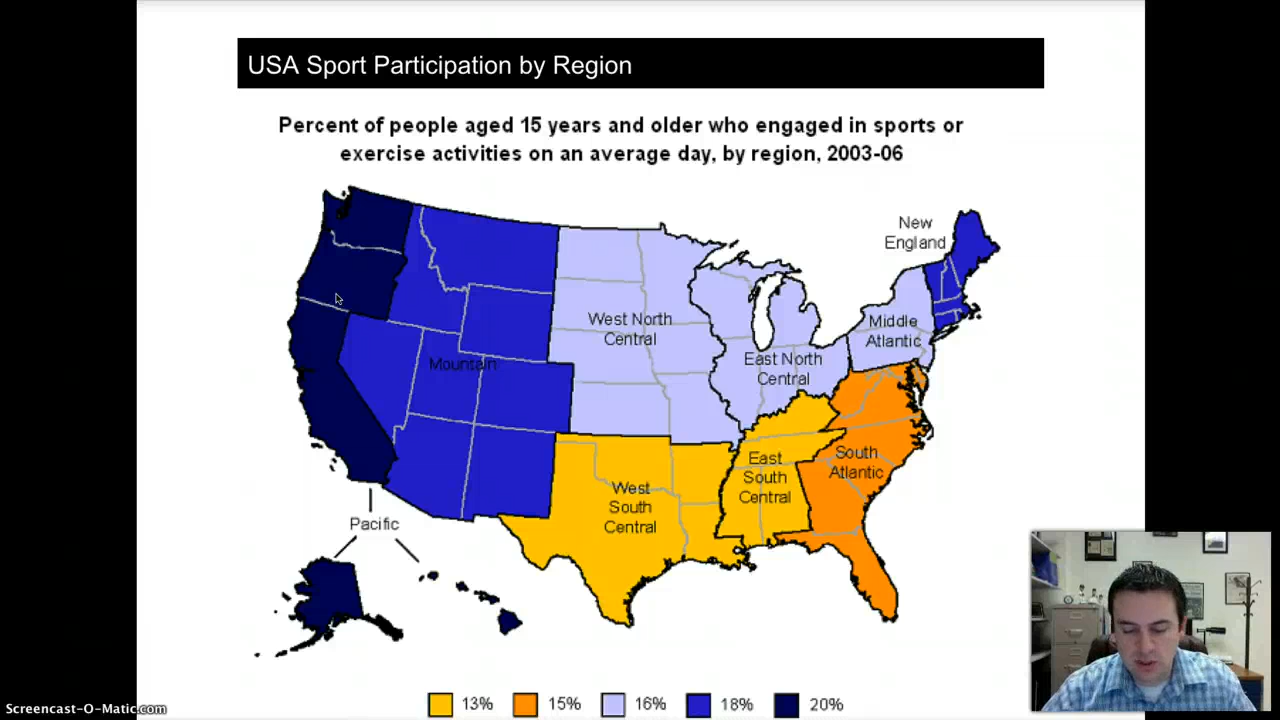 USA Sport Participation by Region
Percent of people aged 15 years and older who engaged in sports or
exercise activities on an average day, by region, 2003-06
New
England
West North
Central
Middle
Atlantic
East North
Central
Mountain
South
Atlantic
East
South
Central
West
South
Central
Pacific
13% 15% 16% 18% 20%
Screencast-O-Matic.com